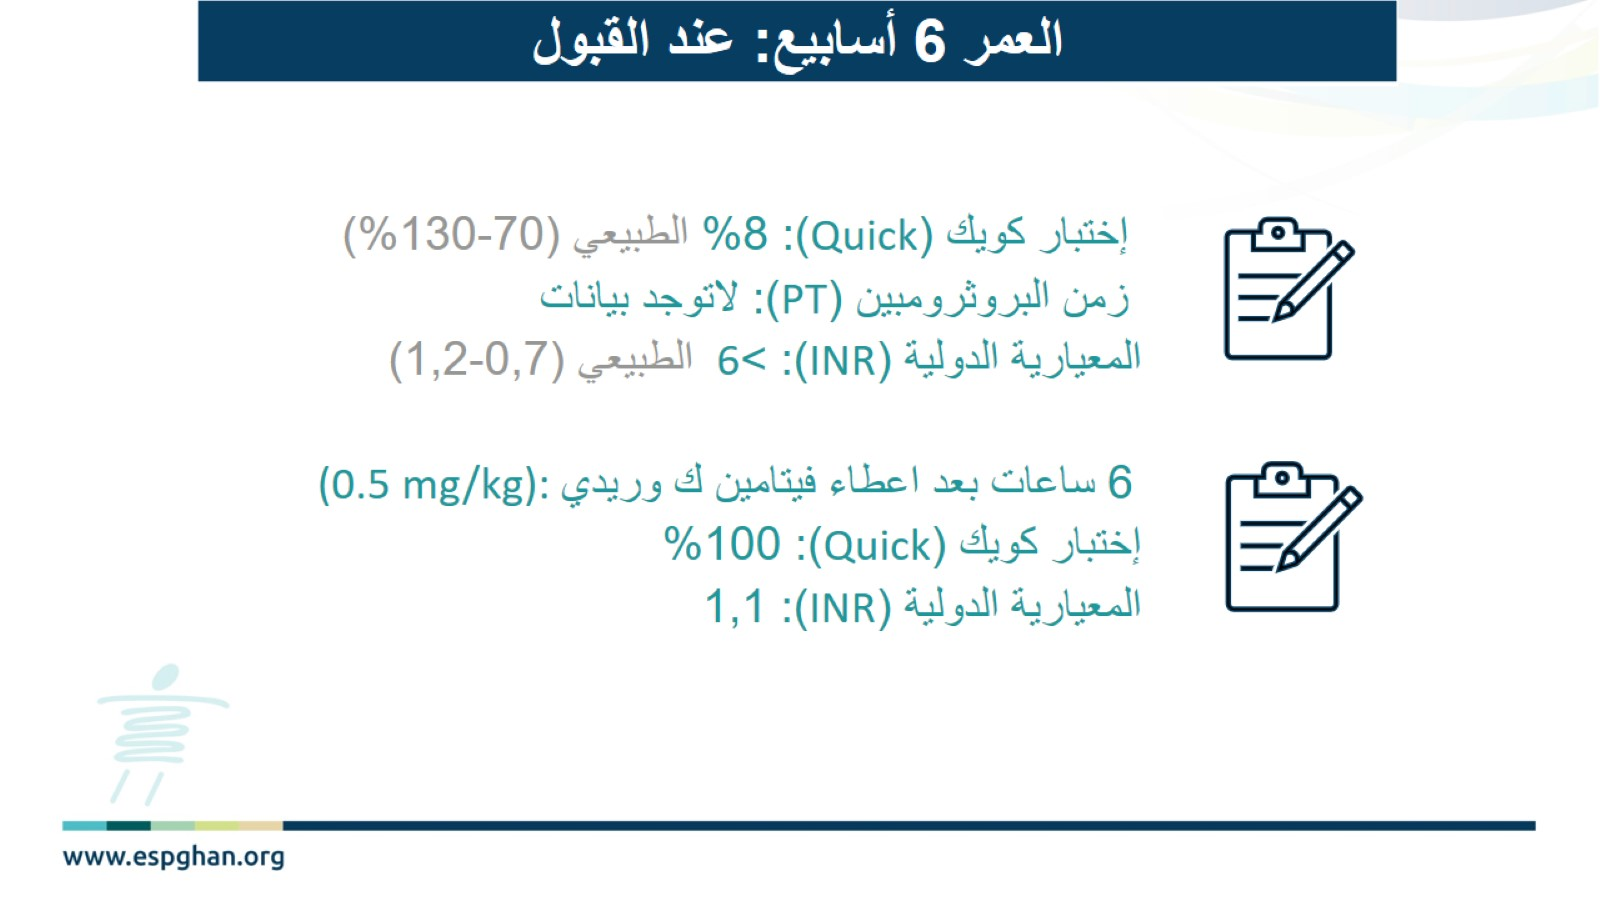 العمر 6 أسابيع: عند القبول
إختبار كويك (Quick): 8% الطبيعي (70-130%)
زمن البروثرومبين (PT): لاتوجد بيانات
المعيارية الدولية (INR): >6 الطبيعي (0,7-1,2)
6 ساعات بعد اعطاء فيتامين ك وريدي :(0.5 mg/kg)
إختبار كويك (Quick): 100%
المعيارية الدولية (INR): 1,1
www.espghan.org